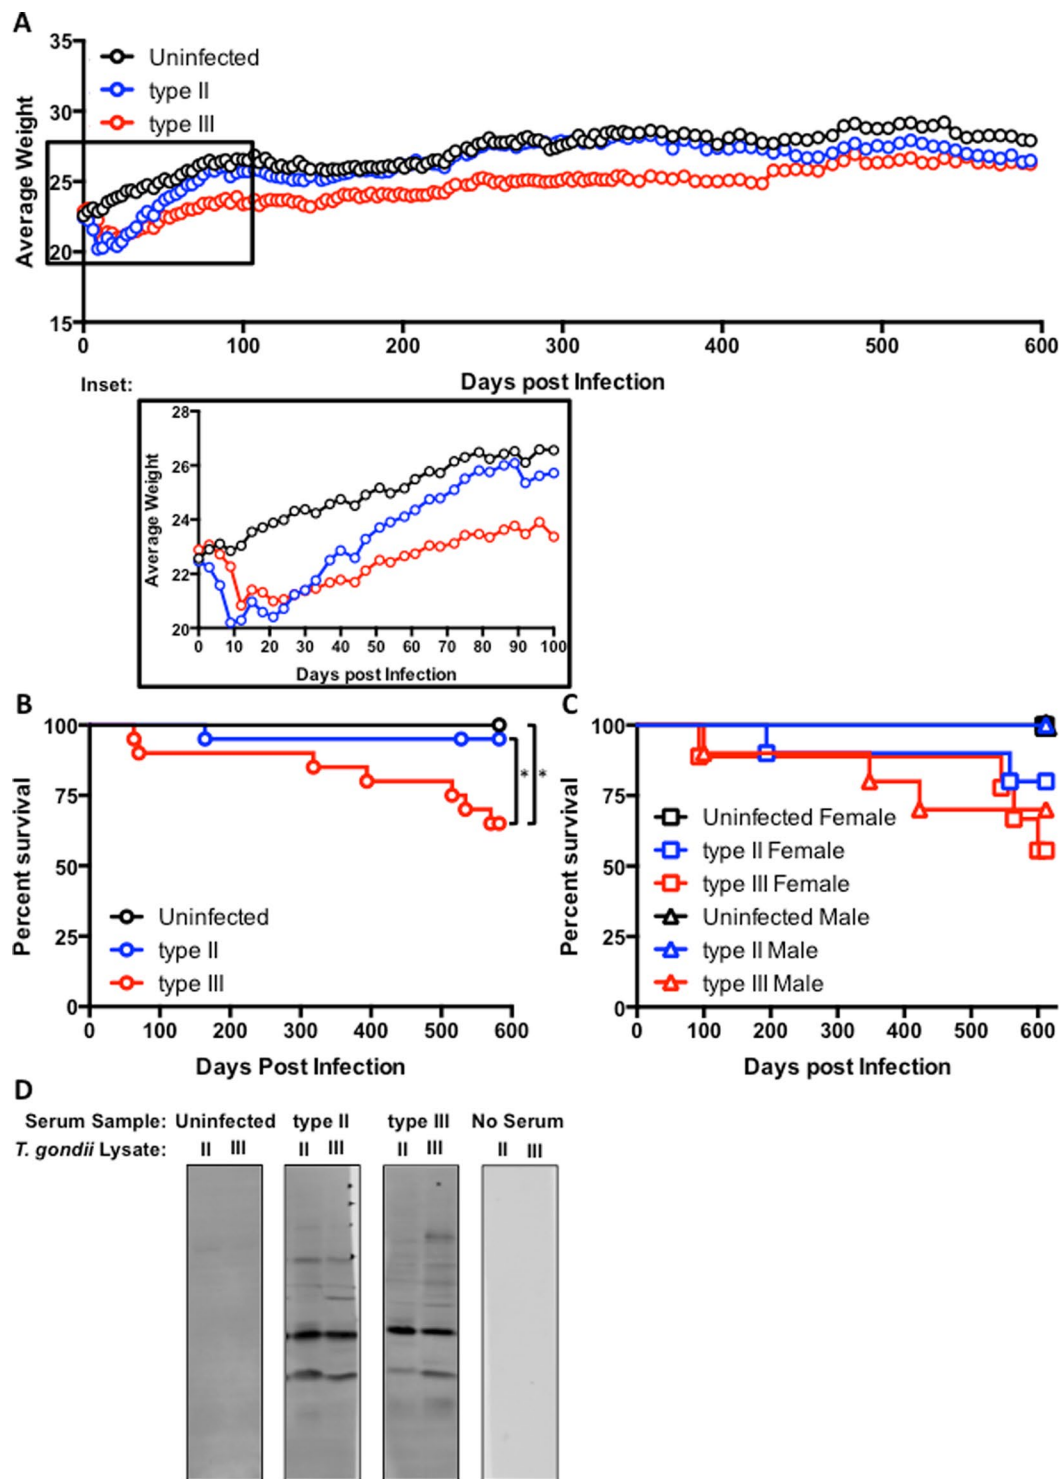 A
35
Uninfected
type II
type III
30
25
20
15
Average Weight
0 100 200 300 400 500 600
Days post Infection
Inset:
28
26
24
22
20
Average Weight
0 10 20 30 40 50 60 70 80 90 100
Days post Infection
B
100
75
50
25
0
Percent survival
* *
Uninfected
type II
type III
0 100 200 300 400 500 600
Days Post Infection
C
100
75
50
25
0
Percent survival
Uninfected Female
type II Female
type III Female
Uninfected Male
type II Male
type III Male
0 100 200 300 400 500 600
Days post Infection
D
Serum Sample: Uninfected type II type III No Serum
T. gondii Lysate: II III II III II III II III